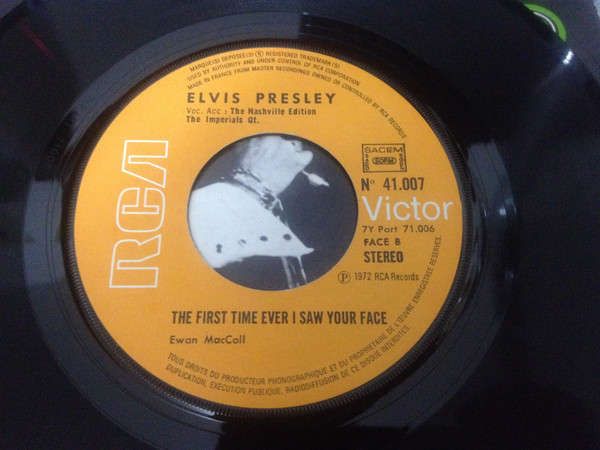 MARQUE(S) DEPOSEE(S) ® REGISTERED TRADEMARK(S)
USED BY AUTHORITY AND UNDER CONTROL OF RCA CORPORATION
MADE IN FRANCE FROM MASTER RECORDINGS OWNED OR CONTROLLED BY RCA RECORDS
ELVIS PRESLEY
Voc. Acc : The Nashville Edition
The Imperials Qt.
RCA
SACEM
SDRM
N° 41.007
Victor
7Y Part 71.006
FACE B
STEREO
Ⓟ 1972 RCA Records
THE FIRST TIME EVER I SAW YOUR FACE
Ewan MacColl
TOUS DROITS DU PRODUCTEUR PHONOGRAPHIQUE ET DU PROPRIETAIRE DE L'ŒUVRE ENREGISTREE RESERVES.
DUPLICATION, EXECUTION PUBLIQUE, RADIODIFFUSION DE CE DISQUE INTERDITES.